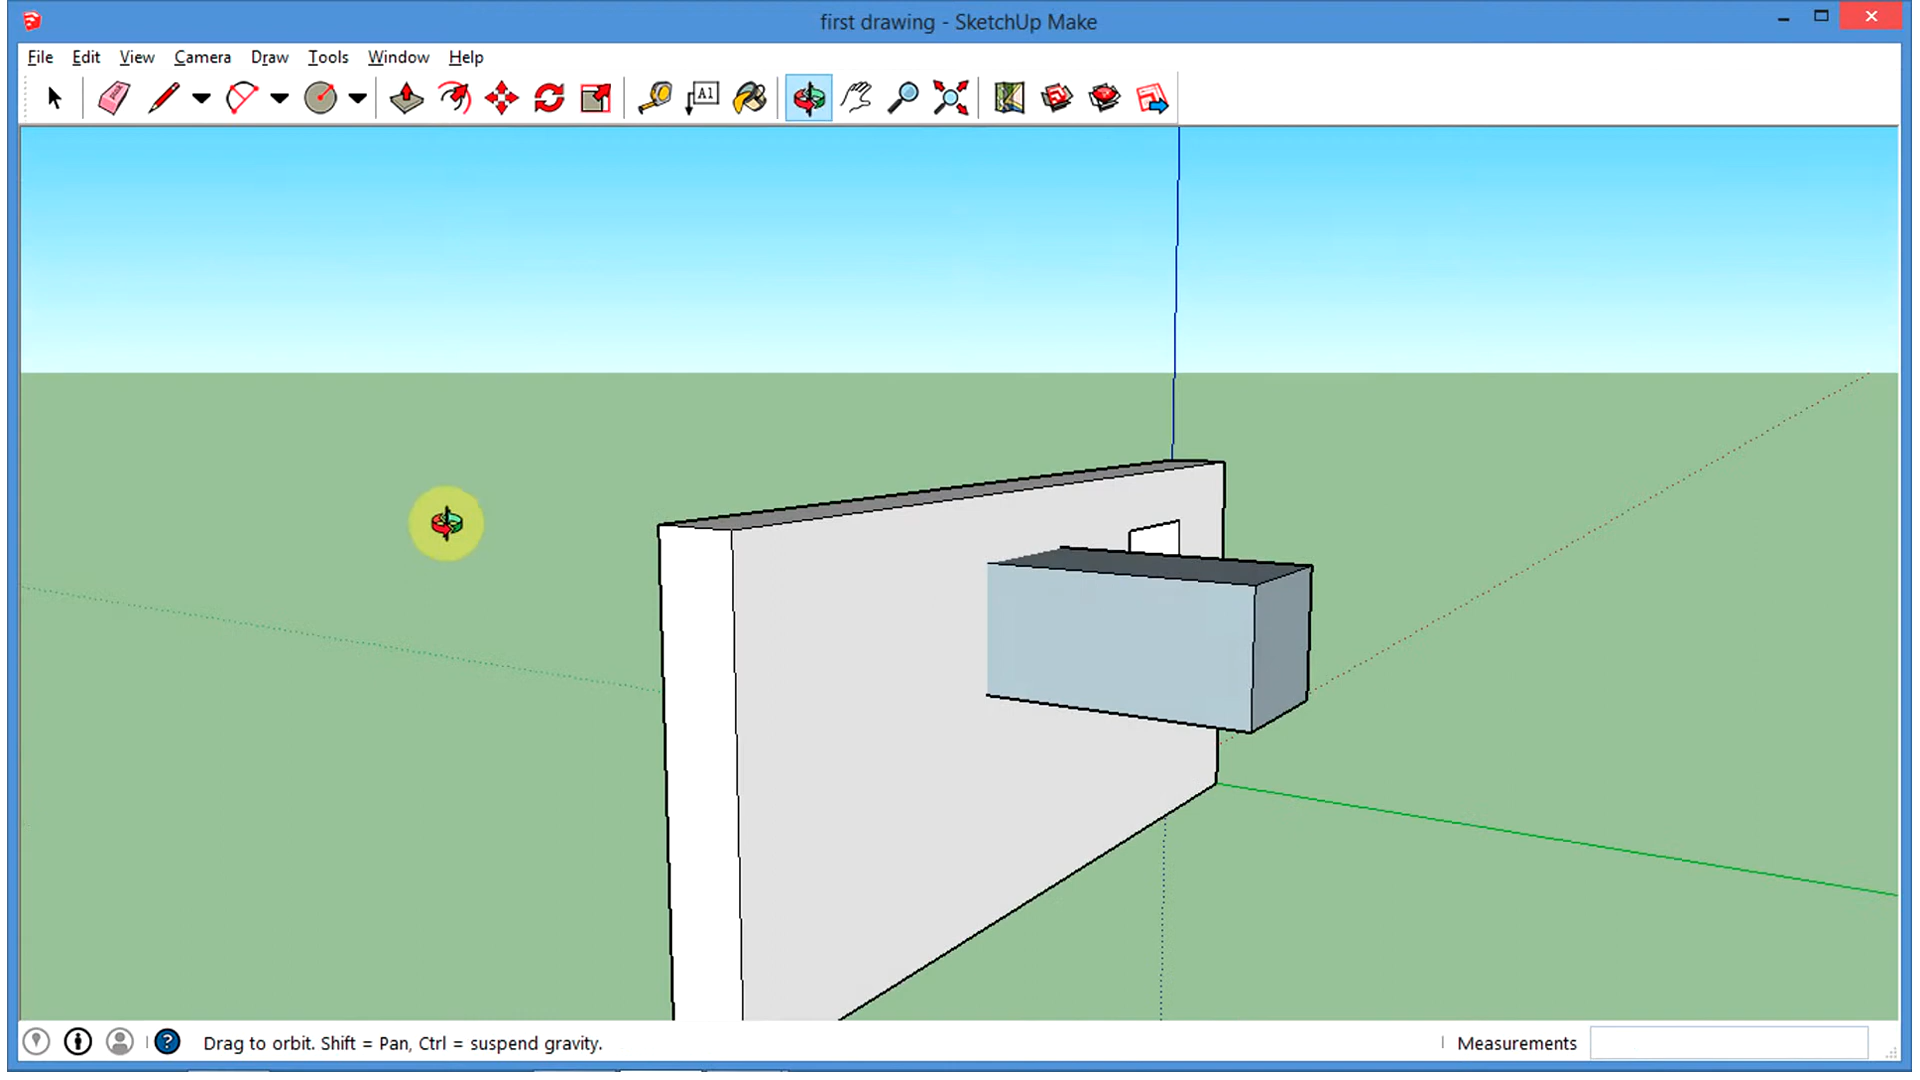 first drawing - SketchUp Make
File Edit View Camera Draw Tools Window Help
A1
Drag to orbit. Shift = Pan, Ctrl = suspend gravity.
Measurements